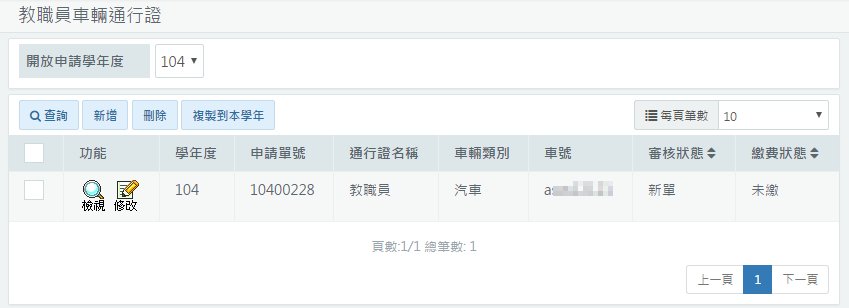 教職員車輛通行證
開放申請學年度 104
查詢 新增 刪除 複製到本學年 每頁筆數 10
功能 學年度 申請單號 通行證名稱 車輛類別 車號 審核狀態 繳費狀態
檢視 修改 104 10400228 教職員 汽車 新單 未繳
頁數:1/1 總筆數: 1
上一頁 1 下一頁